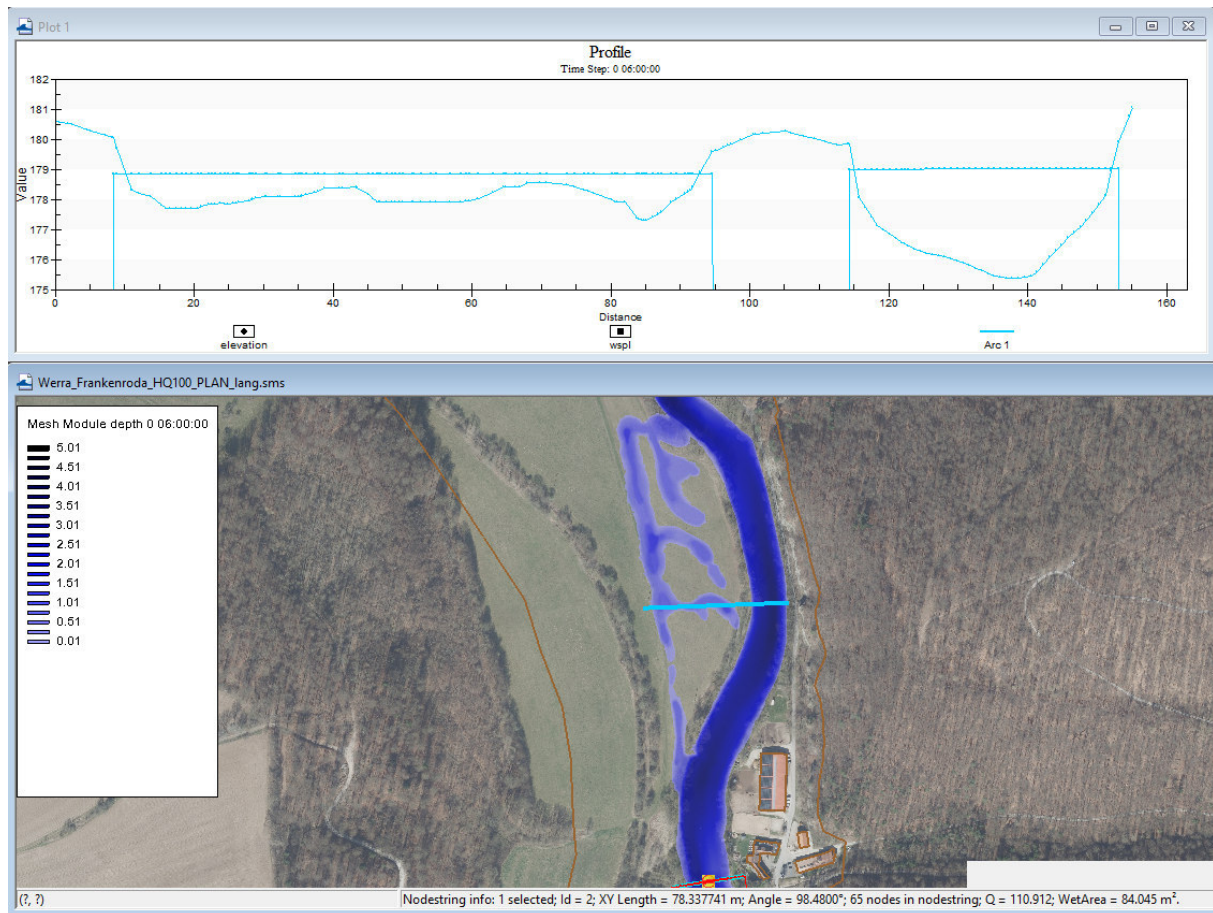 Plot 1
Profile
Time Step: 0 06:00:00
182
181
180
179
178
177
176
175
Value
0 20 40 60 80 100 120 140 160
Distance
elevation wspl Arc 1
Werra_Frankenroda_HQ100_PLAN_lang.sms
Mesh Module depth 0 06:00:00
5.01
4.51
4.01
3.51
3.01
2.51
2.01
1.51
1.01
0.51
0.01
(?, ?) Nodestring info: 1 selected; Id = 2; XY Length = 78.337741 m; Angle = 98.4800°; 65 nodes in nodestring; Q = 110.912; WetArea = 84.045 m².